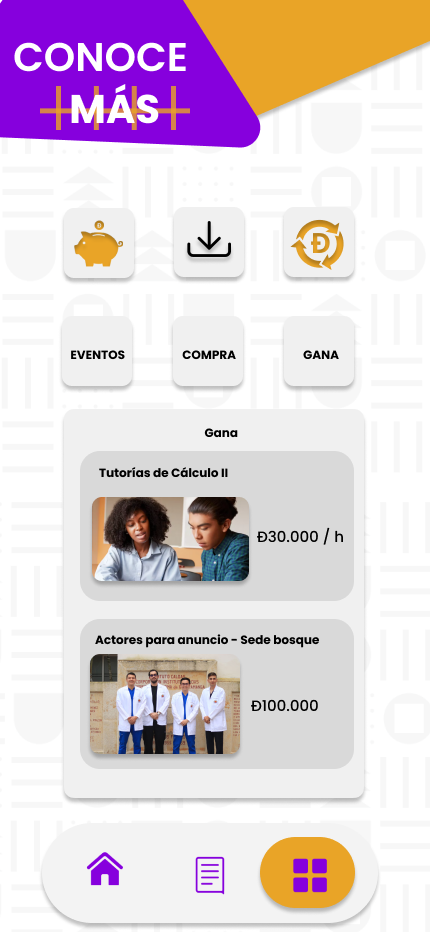 CONOCE
MÁS
EVENTOS
COMPRA
GANA
Gana
Tutorías de Cálculo II
Đ30.000 / h
Actores para anuncio - Sede bosque
Đ100.000